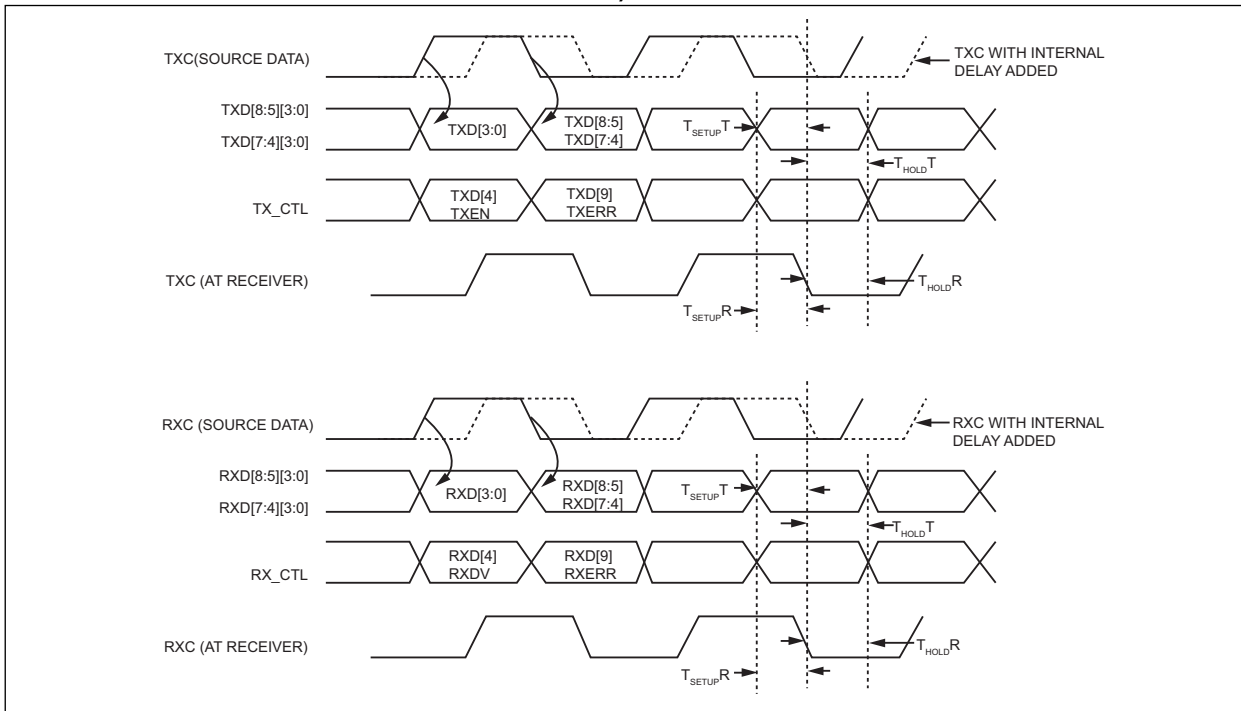 TXC(SOURCE DATA)
TXC WITH INTERNAL
DELAY ADDED
TXD[8:5][3:0]
TXD[7:4][3:0]
TXD[3:0]
TXD[8:5]
TXD[7:4]
TSETUPT
THOLDT
TX_CTL
TXD[4]
TXEN
TXD[9]
TXERR
TXC (AT RECEIVER)
THOLDR
TSETUPR
RXC (SOURCE DATA)
RXC WITH INTERNAL
DELAY ADDED
RXD[8:5][3:0]
RXD[7:4][3:0]
RXD[3:0]
RXD[8:5]
RXD[7:4]
TSETUPT
THOLDT
RX_CTL
RXD[4]
RXDV
RXD[9]
RXERR
RXC (AT RECEIVER)
THOLDR
TSETUPR